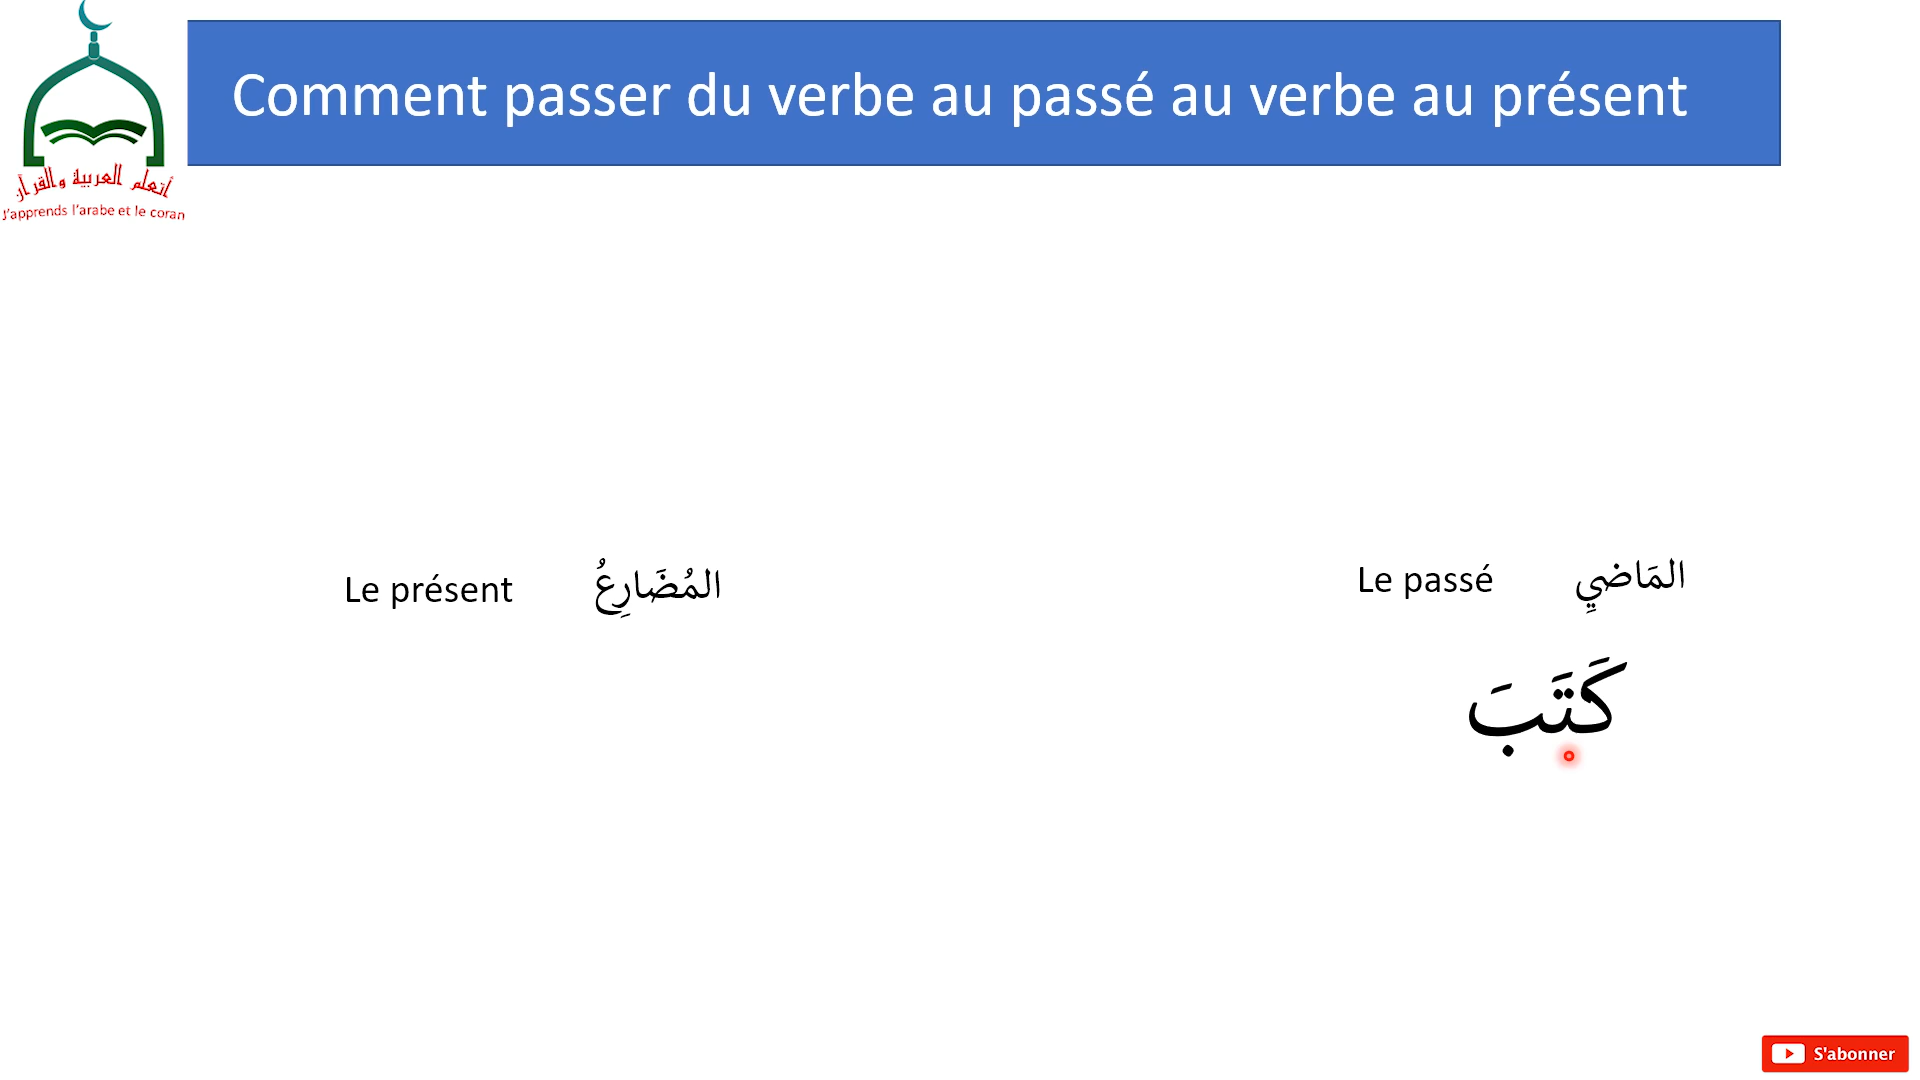 Comment passer du verbe au passé au verbe au présent
أتعلم العربية والقرآن
J'apprends l'arabe et le coran
Le présent المُضَارِعُ
Le passé المَاضيِ
كَتَبَ
S'abonner